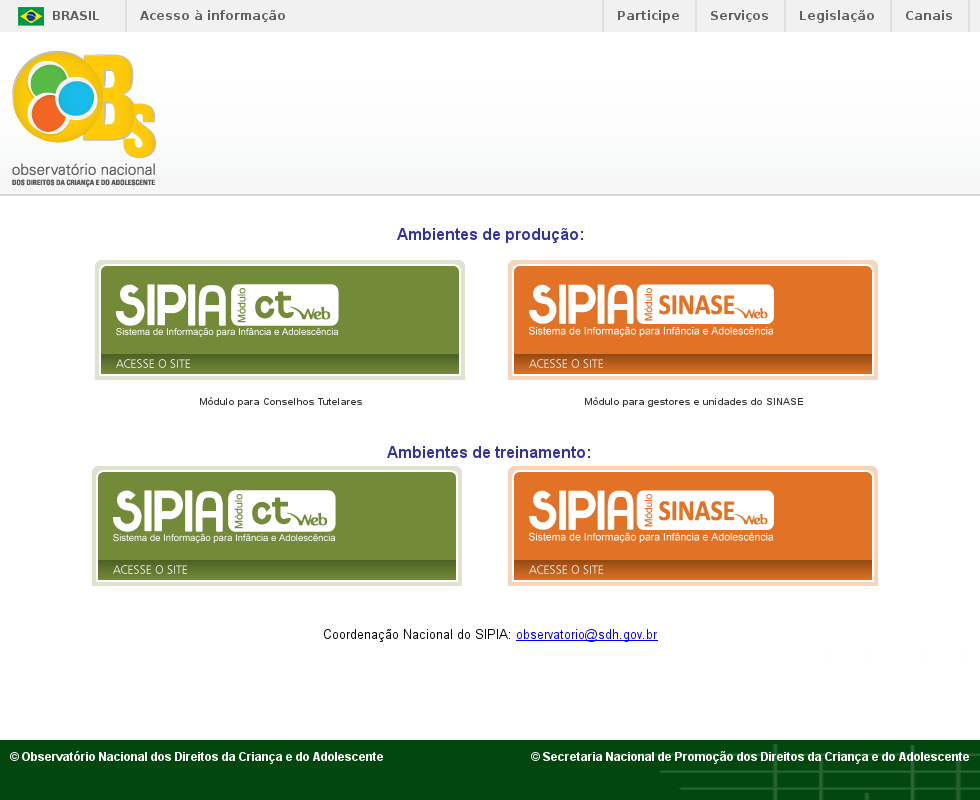 BRASIL
Acesso à informação
Participe
Serviços
Legislação
Canais
OBs
observatório nacional
DOS DIREITOS DA CRIANÇA E DO ADOLESCENTE
Ambientes de produção:
SIPIA Módulo ct Web
Sistema de Informação para Infância e Adolescência
ACESSE O SITE
SIPIA Módulo SINASE Web
Sistema de Informação para Infância e Adolescência
ACESSE O SITE
Módulo para Conselhos Tutelares
Módulo para gestores e unidades do SINASE
Ambientes de treinamento:
SIPIA Módulo ct Web
Sistema de Informação para Infância e Adolescência
ACESSE O SITE
SIPIA Módulo SINASE Web
Sistema de Informação para Infância e Adolescência
ACESSE O SITE
Coordenação Nacional do SIPIA: observatorio@sdh.gov.br
© Observatório Nacional dos Direitos da Criança e do Adolescente
© Secretaria Nacional de Promoção dos Direitos da Criança e do Adolescente